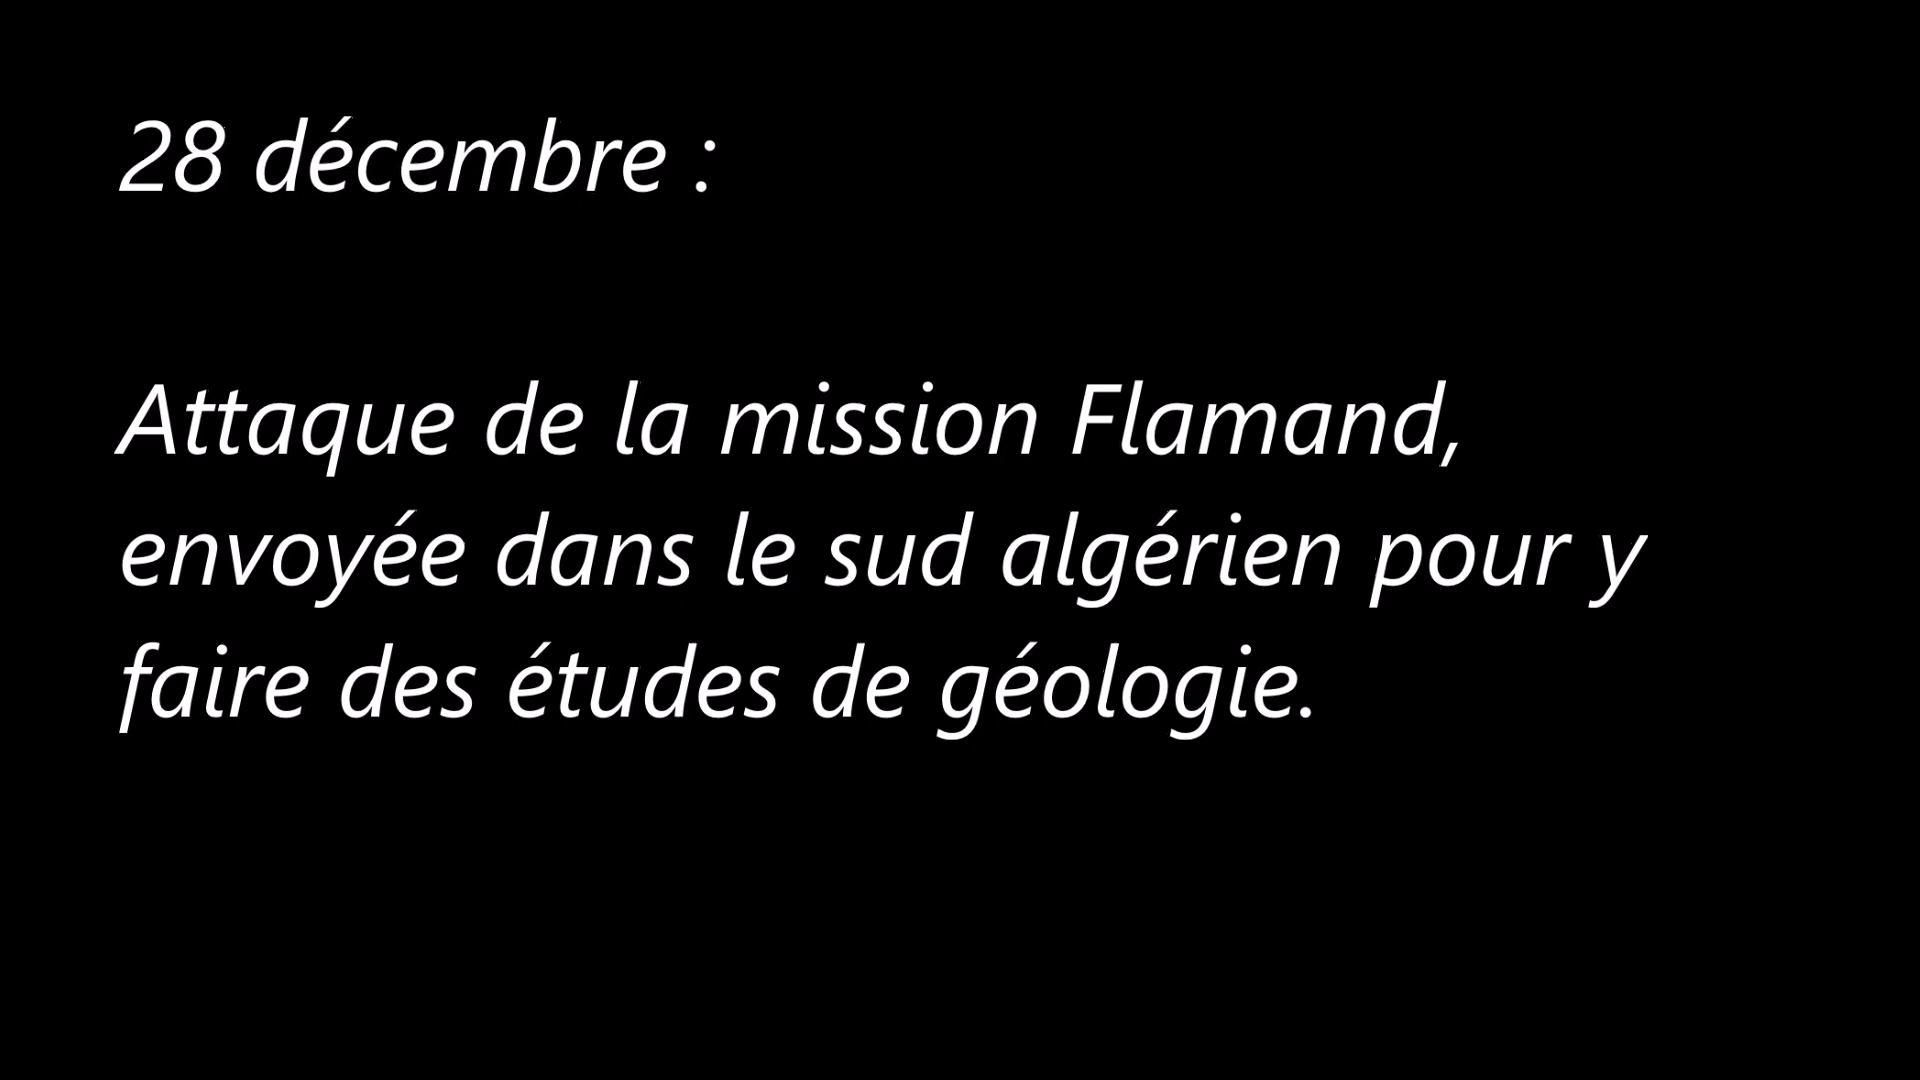 28 décembre :
Attaque de la mission Flamand,
envoyée dans le sud algérien pour y
faire des études de géologie.